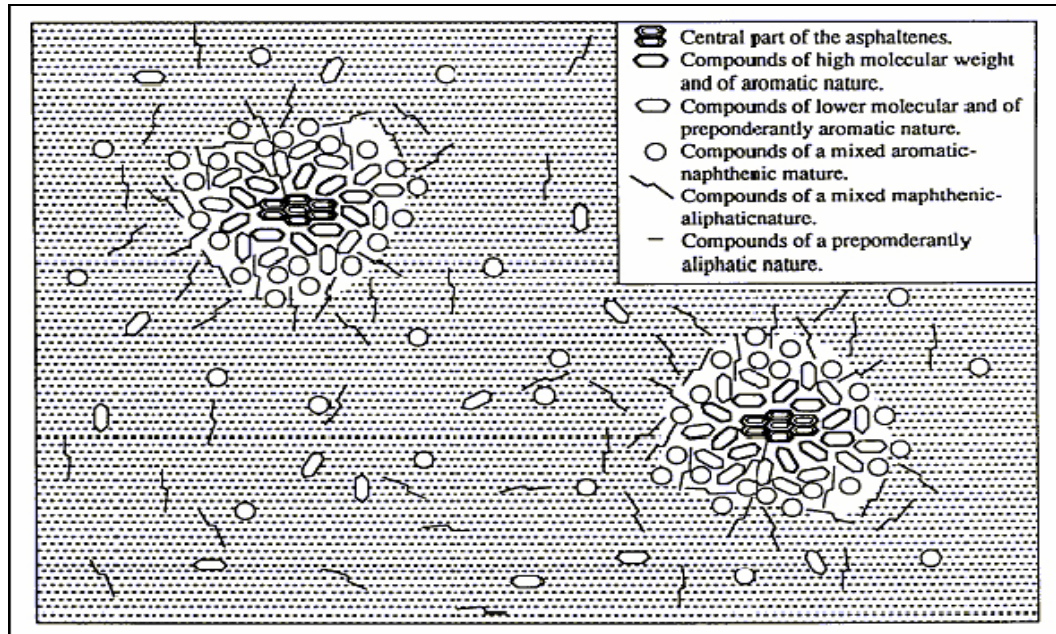 Central part of the asphaltenes.
Compounds of high molecular weight
and of aromatic nature.
Compounds of lower molecular and of
preponderantly aromatic nature.
Compounds of a mixed aromatic-
naphthenic mature.
Compounds of a mixed maphthenic-
aliphaticnature.
Compounds of a prepomderantly
aliphatic nature.